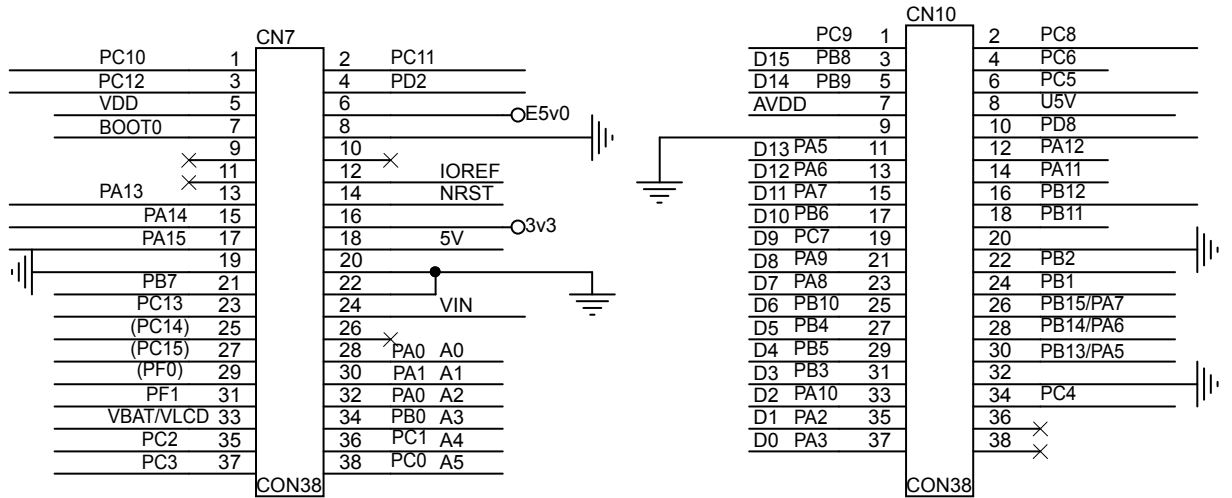 CN7
PC10 1 2 PC11
PC12 3 4 PD2
VDD 5 6 E5v0
BOOT0 7 8
9 10
11 12 IOREF
PA13 13 14 NRST
PA14 15 16 3v3
PA15 17 18 5V
19 20
PB7 21 22
PC13 23 24 VIN
(PC14) 25 26
(PC15) 27 28 PA0 A0
(PF0) 29 30 PA1 A1
PF1 31 32 PA0 A2
VBAT/VLCD 33 34 PB0 A3
PC2 35 36 PC1 A4
PC3 37 38 PC0 A5
CON38
CN10
PC9 1 2 PC8
D15 PB8 3 4 PC6
D14 PB9 5 6 PC5
AVDD 7 8 U5V
9 10 PD8
D13 PA5 11 12 PA12
D12 PA6 13 14 PA11
D11 PA7 15 16 PB12
D10 PB6 17 18 PB11
D9 PC7 19 20
D8 PA9 21 22 PB2
D7 PA8 23 24 PB1
D6 PB10 25 26 PB15/PA7
D5 PB4 27 28 PB14/PA6
D4 PB5 29 30 PB13/PA5
D3 PB3 31 32
D2 PA10 33 34 PC4
D1 PA2 35 36
D0 PA3 37 38
CON38